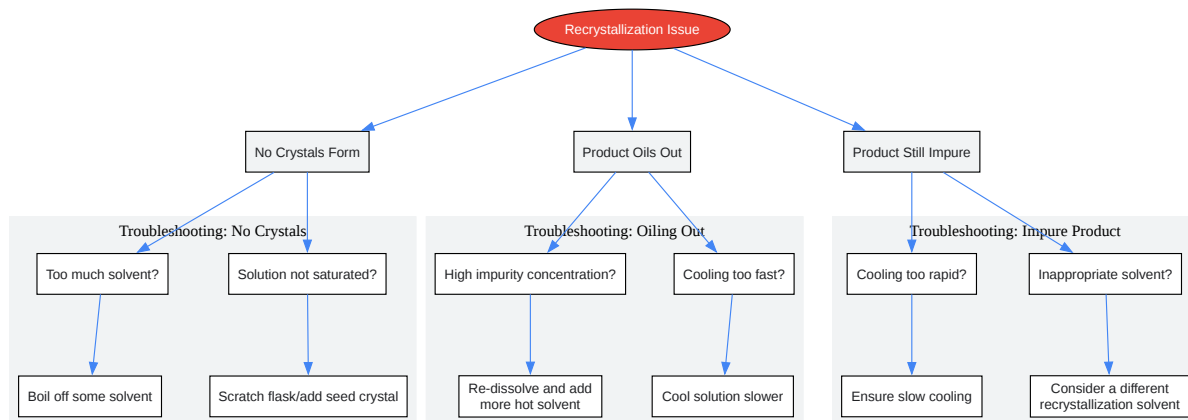 Recrystallization Issue
No Crystals Form
Product Oils Out
Product Still Impure
Troubleshooting: No Crystals
Troubleshooting: Oiling Out
Troubleshooting: Impure Product
Too much solvent?
Solution not saturated?
High impurity concentration?
Cooling too fast?
Cooling too rapid?
Inappropriate solvent?
Boil off some solvent
Scratch flask/add seed crystal
Re-dissolve and add
more hot solvent
Cool solution slower
Ensure slow cooling
Consider a different
recrystallization solvent